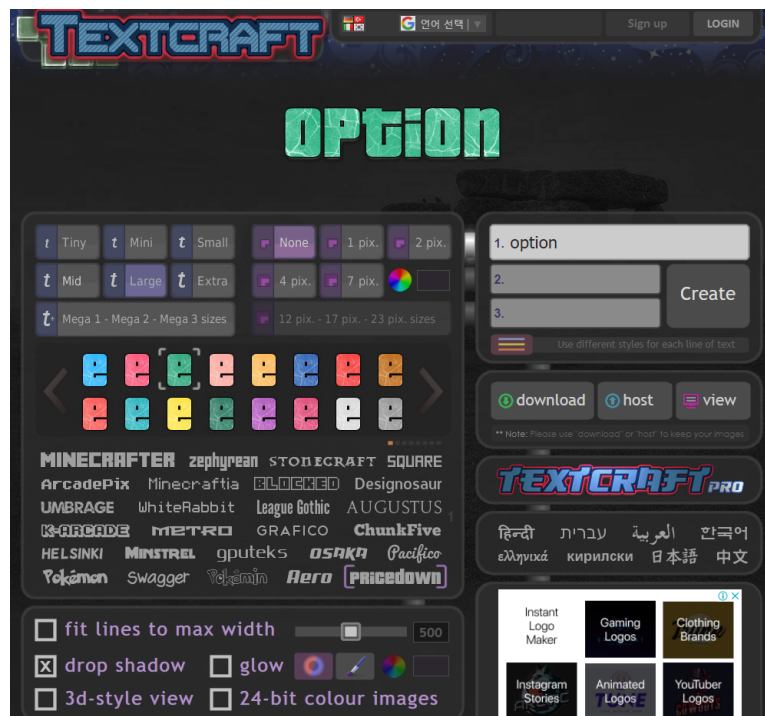 TEXTCRAFT
언어 선택
Sign up
LOGIN
OPtiON
t Tiny t Mini t Small None 1 pix. 2 pix.
t Mid t Large t Extra 4 pix. 7 pix.
t+ Mega 1 - Mega 2 - Mega 3 sizes 12 pix. - 17 pix. - 23 pix. sizes
e e e e e e e e
e e e e e e e e
MINECRAFTER zephyrean STONECRAFT SQUARE
ArcadePix Minecraftia BLOCKED Designosaur
UMBRAGE WhiteRabbit League Gothic AUGUSTUS
K-ARCADE METRO GRAFICO ChunkFive
HELSINKI MINSTREL gputeks OSAKA Pacifico
Pokémon Swagger Pokémin Aero PRICEDOWN
1
fit lines to max width 500
x drop shadow glow
3d-style view 24-bit colour images
1. option
2.
3.
Create
Use different styles for each line of text
download host view
** Note: Please use 'download' or 'host' to keep your images
TEXTCRAFT PRO
हिन्दी עברית العربية 한국어
ελληνικά кирилски 日本語 中文
Instant Logo Maker
Gaming Logos
Clothing Brands
Instagram Stories
Animated Logos
YouTuber Logos